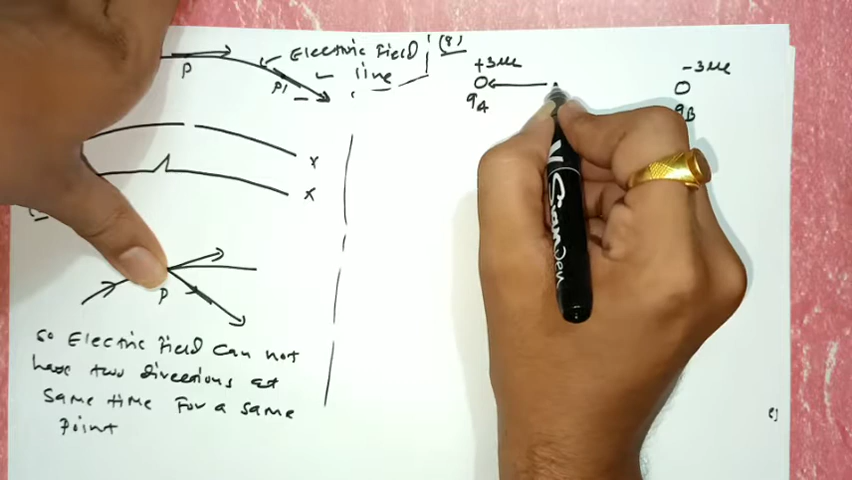 P
Electric Field
line
P1
x
x
P
So Electric Field can not
have two directions at
same time For a same
Point
(8)
+3μC
qA
-3μC
qB